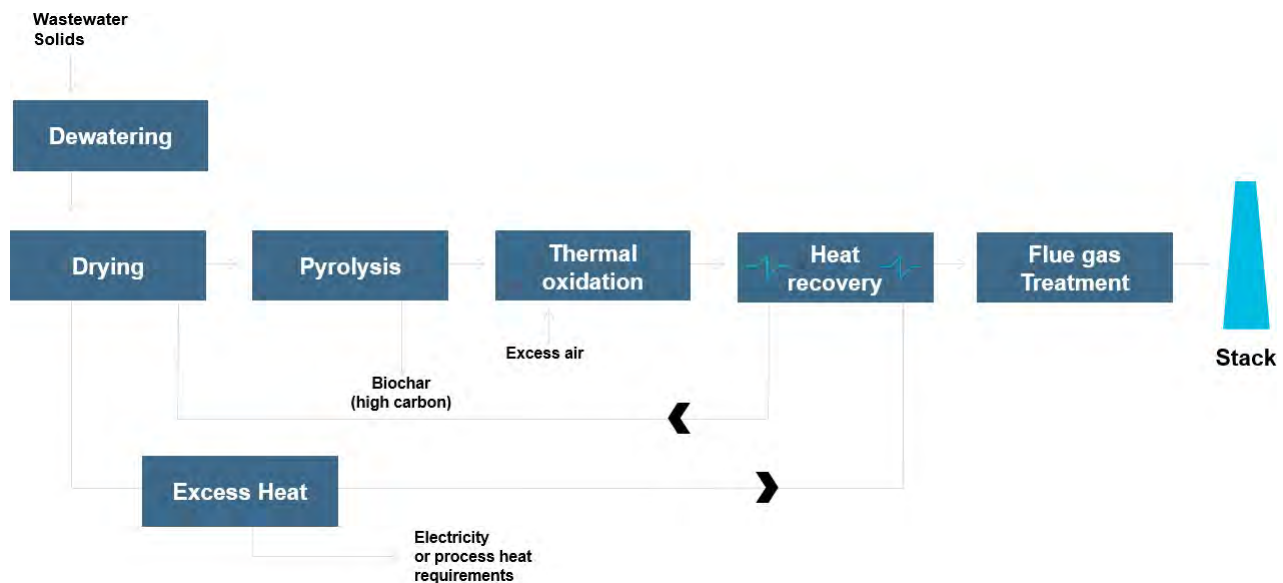 Wastewater
Solids
Dewatering
Drying
Pyrolysis
Thermal
oxidation
Heat
recovery
Flue gas
Treatment
Stack
Excess air
Biochar
(high carbon)
Excess Heat
Electricity
or process heat
requirements